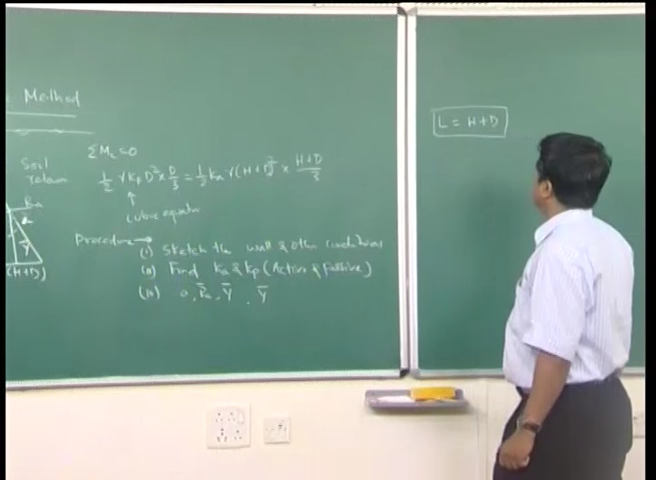 Method
Soil
ΣMc=0
1/2 γ Kp D² x D/3 = 1/2 Ka γ (H+D)² x (H+D)/3
cubic equation
Ka
(H+D)
Procedure →
(i) Sketch the wall & other conditions
(ii) Find Ka & Kp (Active & Passive)
(iii) a, P̄a, Ȳ, Ȳ
L = H+D